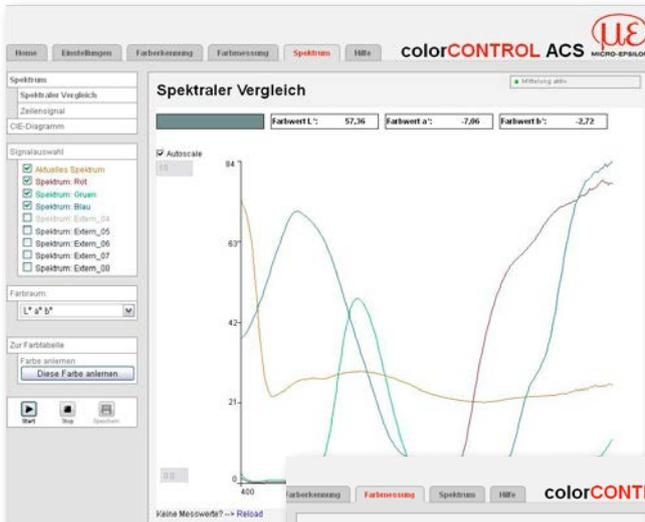 Home Einstellungen Farberkennung Farbmessung Spektrum Hilfe colorCONTROL ACS
µε
MICRO-EPSILON
Spektrum
Spektraler Vergleich
Zeilensignal
CIE-Diagramm
Signalauswahl
Aktuelles Spektrum
Spektrum: Rot
Spektrum: Gruen
Spektrum: Blau
Spektrum: Extern_04
Spektrum: Extern_05
Spektrum: Extern_06
Spektrum: Extern_07
Spektrum: Extern_08
Farbraum
L* a* b*
Zur Farbtabelle
Farbe anlernen
Diese Farbe anlernen
Start Stop Speichern
Spektraler Vergleich
Mittelung aktiv
Farbwert L*: 57,36 Farbwert a*: -7,06 Farbwert b*: -2,72
Autoscale
84
63
42
21
0.0
0
400
Keine Messwerte? --> Reload
Farberkennung Farbmessung Spektrum Hilfe colorCONT